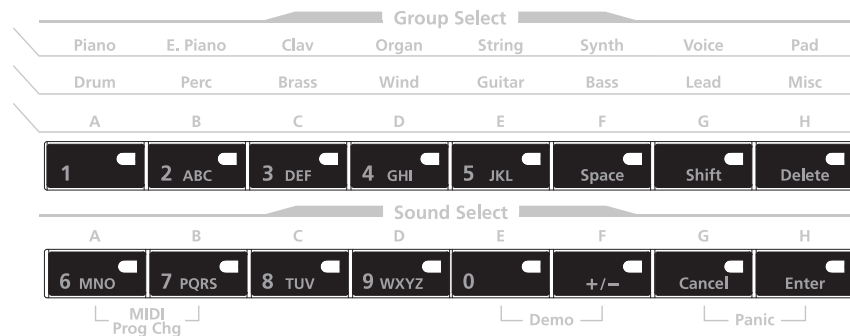 Group Select
Piano E. Piano Clav Organ String Synth Voice Pad
Drum Perc Brass Wind Guitar Bass Lead Misc
A B C D E F G H
1 2 ABC 3 DEF 4 GHI 5 JKL Space Shift Delete
Sound Select
A B C D E F G H
6 MNO 7 PQRS 8 TUV 9 WXYZ 0 +/− Cancel Enter
MIDI
Prog Chg
Demo
Panic